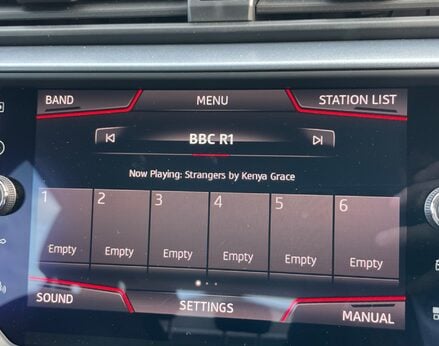 BAND MENU STATION LIST
BBC R1
Now Playing: Strangers by Kenya Grace
1 2 3 4 5 6
Empty Empty Empty Empty Empty Empty
SOUND SETTINGS MANUAL